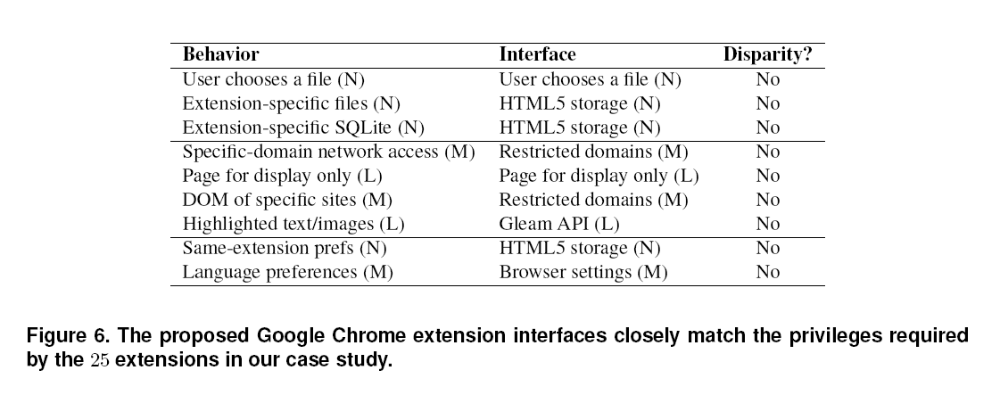 Behavior Interface Disparity?
User chooses a file (N) User chooses a file (N) No
Extension-specific files (N) HTML5 storage (N) No
Extension-specific SQLite (N) HTML5 storage (N) No
Specific-domain network access (M) Restricted domains (M) No
Page for display only (L) Page for display only (L) No
DOM of specific sites (M) Restricted domains (M) No
Highlighted text/images (L) Gleam API (L) No
Same-extension prefs (N) HTML5 storage (N) No
Language preferences (M) Browser settings (M) No
Figure 6. The proposed Google Chrome extension interfaces closely match the privileges required
by the 25 extensions in our case study.